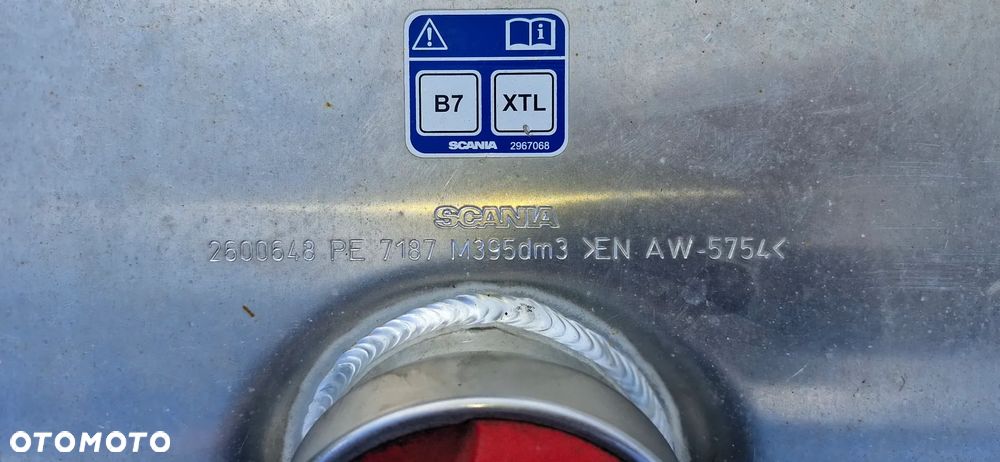 B7 XTL
SCANIA 2967068
SCANIA
2600648 PE 7187 M395dm3 >EN AW-5754<
OTOMOTO